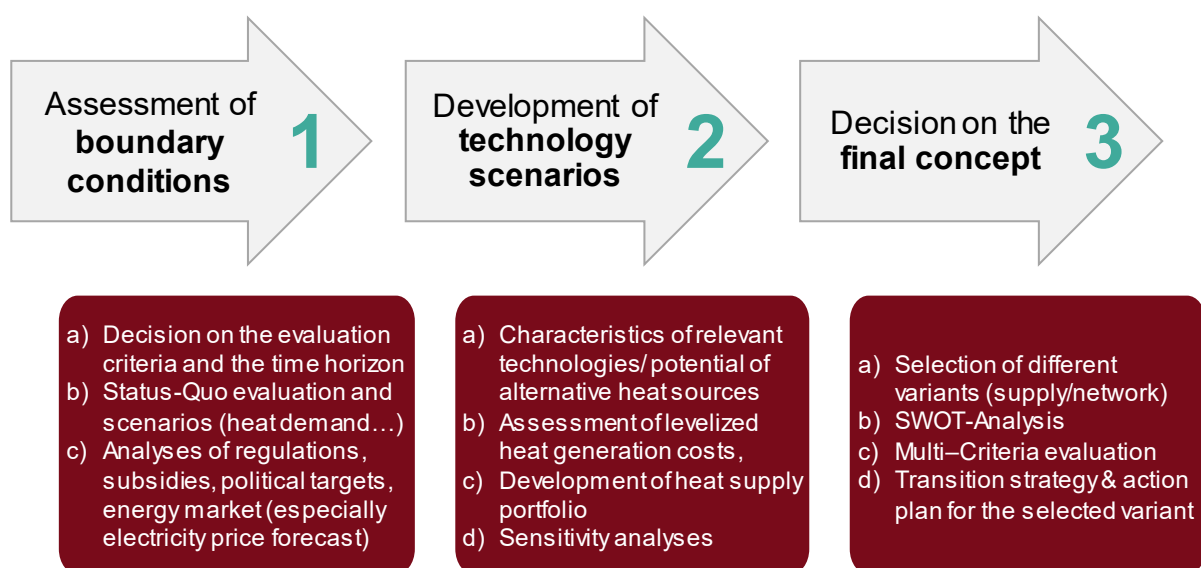 Assessment of
boundary
conditions
1
Development of
technology
scenarios
2
Decision on the
final concept
3
a) Decision on the evaluation
criteria and the time horizon
b) Status-Quo evaluation and
scenarios (heat demand…)
c) Analyses of regulations,
subsidies, political targets,
energy market (especially
electricity price forecast)
a) Characteristics of relevant
technologies/ potential of
alternative heat sources
b) Assessment of levelized
heat generation costs,
c) Development of heat supply
portfolio
d) Sensitivity analyses
a) Selection of different
variants (supply/network)
b) SWOT-Analysis
c) Multi–Criteria evaluation
d) Transition strategy & action
plan for the selected variant